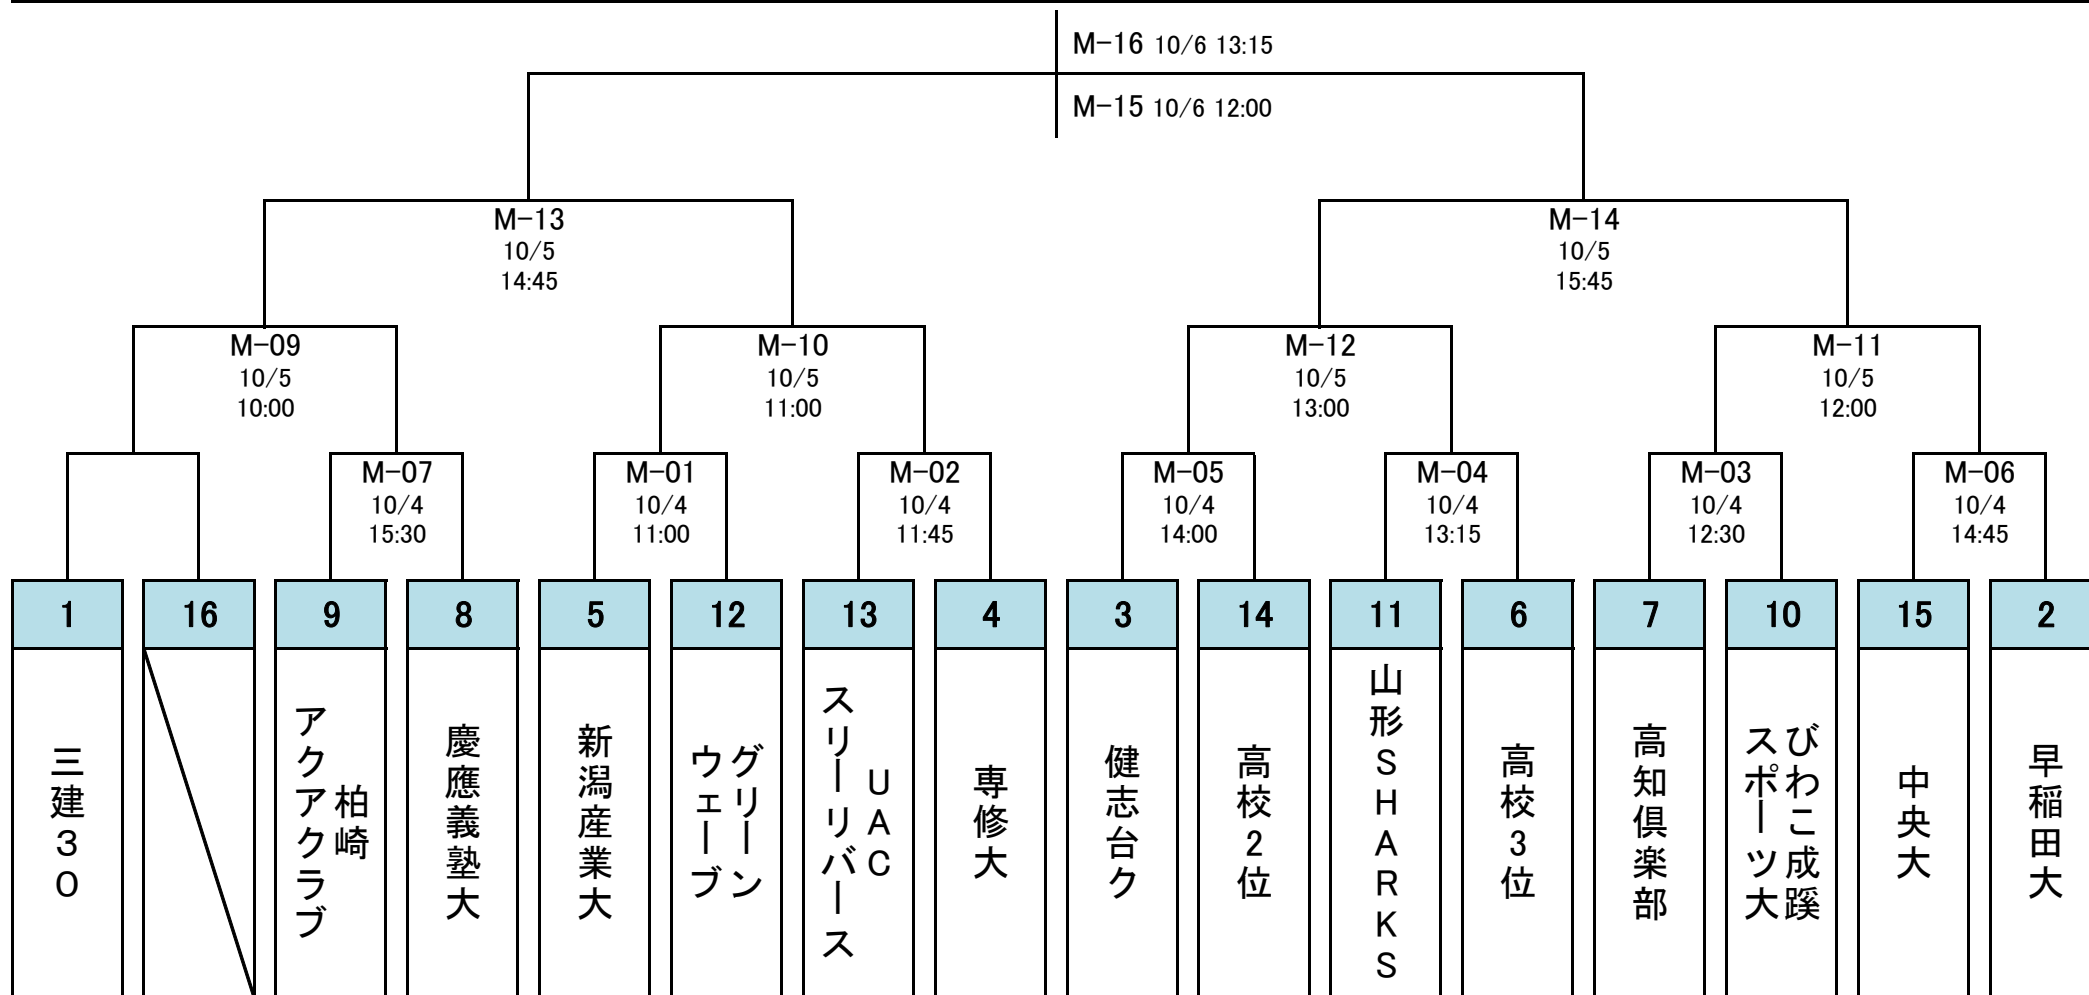 M-16 10/6 13:15
M-15 10/6 12:00
M-13
10/5
14:45
M-14
10/5
15:45
M-09
10/5
10:00
M-10
10/5
11:00
M-12
10/5
13:00
M-11
10/5
12:00
M-07
10/4
15:30
M-01
10/4
11:00
M-02
10/4
11:45
M-05
10/4
14:00
M-04
10/4
13:15
M-03
10/4
12:30
M-06
10/4
14:45
1
16
9
8
5
12
13
4
3
14
11
6
7
10
15
2
三建30
柏崎
アクアクラブ
慶應義塾大
新潟産業大
グリーン
ウェーブ
UAC
スリーリバース
専修大
健志台ク
高校2位
山形SHARKS
高校3位
高知倶楽部
びわこ成蹊
スポーツ大
中央大
早稲田大